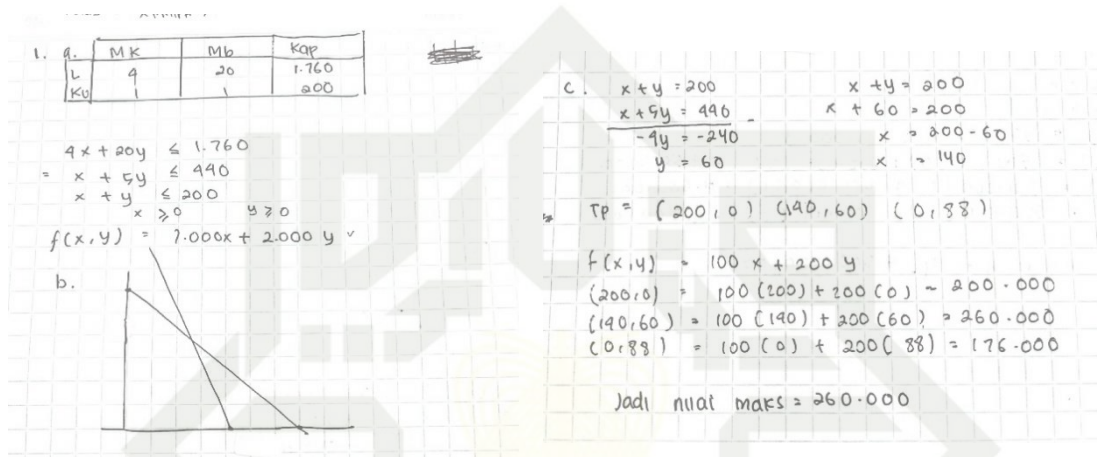 1. a. MK Mb Kap
L 4 20 1.760
Ku 1 1 200
4x + 20y ≤ 1.760
= x + 5y ≤ 440
x + y ≤ 200
x ≥ 0 y ≥ 0
f(x,y) = 1.000x + 2.000 y
b.
c. x + y = 200
x + 5y = 440 -
-4y = -240
y = 60
x + y = 200
x + 60 = 200
x = 200 - 60
x = 140
TP = (200, 0) (140, 60) (0, 88)
f(x,y) = 100 x + 200 y
(200,0) = 100 (200) + 200 (0) = 200.000
(140,60) = 100 (140) + 200 (60) = 260.000
(0,88) = 100 (0) + 200 (88) = 176.000
Jadi nilai maks = 260.000